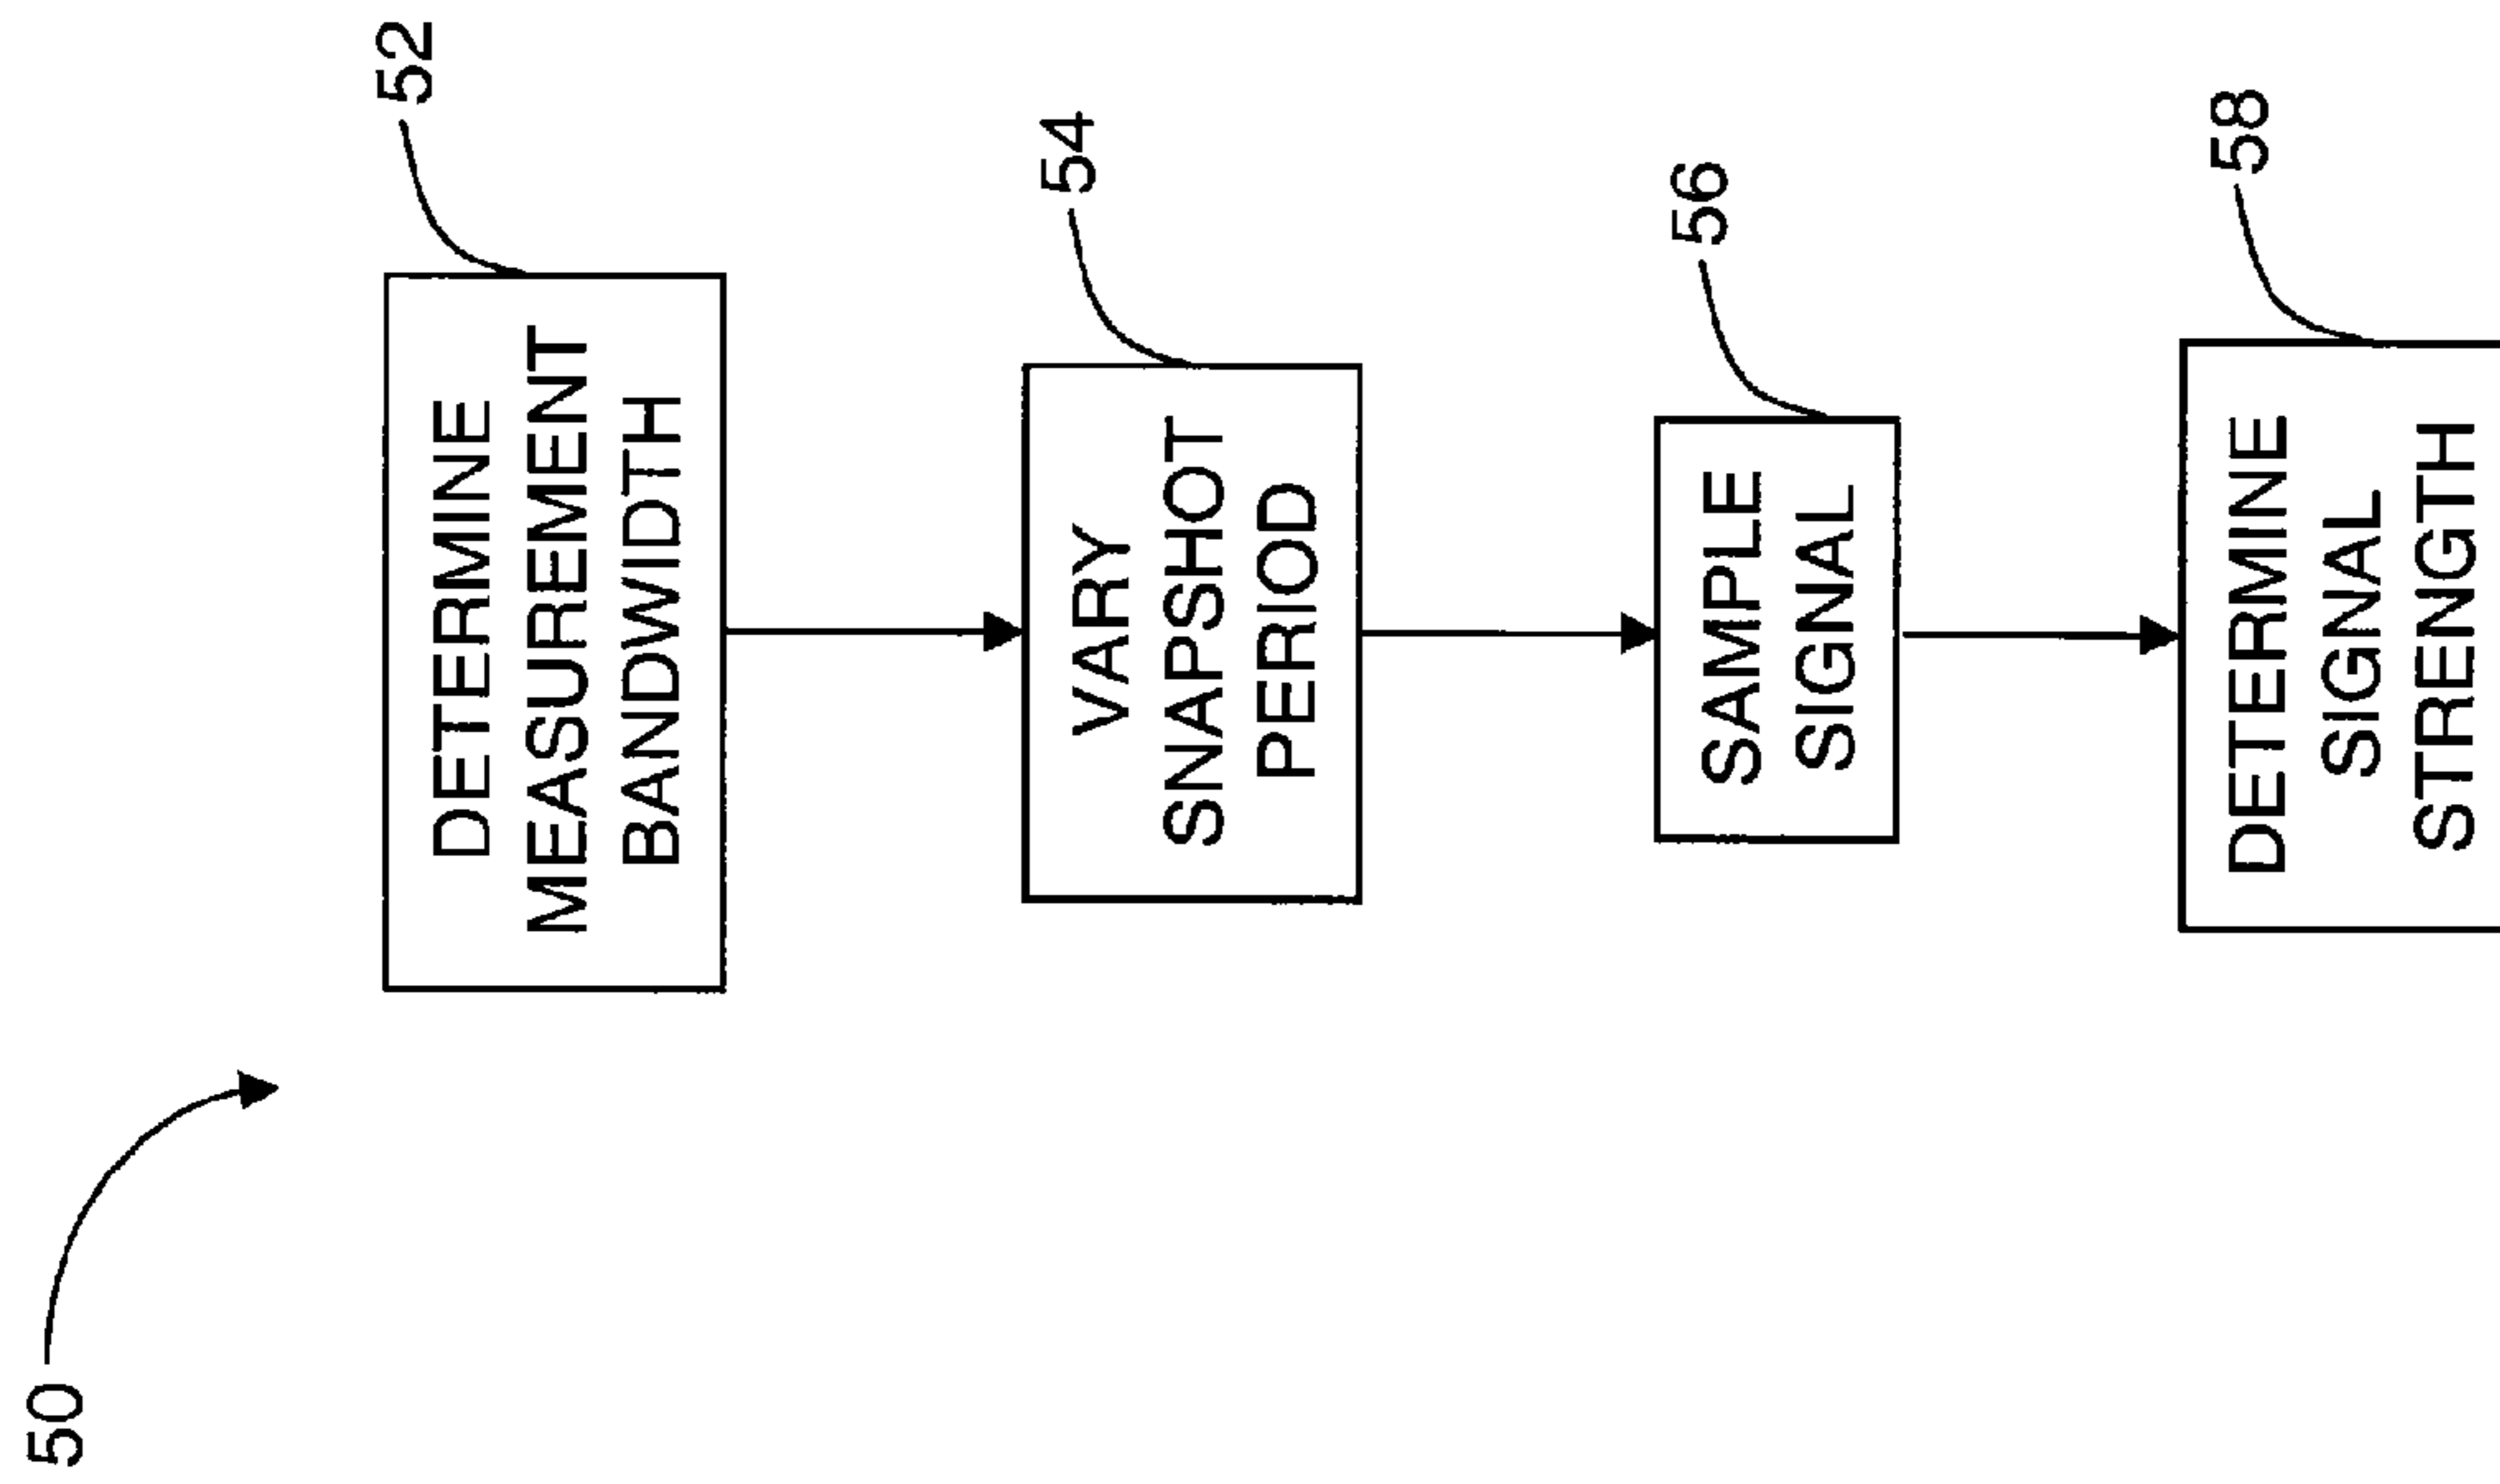 50
52
DETERMINE
MEASUREMENT
BANDWIDTH
54
VARY
SNAPSHOT
PERIOD
56
SAMPLE
SIGNAL
58
DETERMINE
SIGNAL
STRENGTH